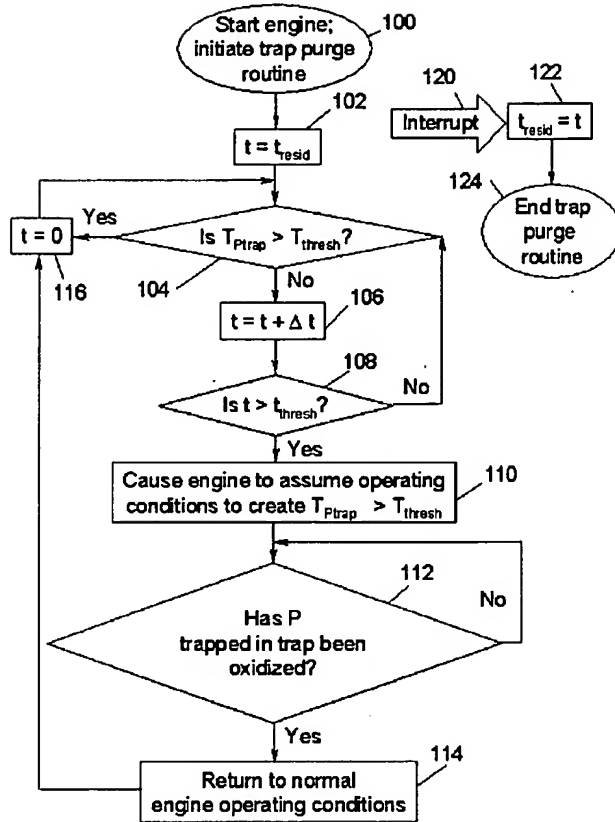 Start engine;
initiate trap purge
routine
100
102
t = t_resid
120
Interrupt
122
t_resid = t
124
End trap
purge
routine
Yes
t = 0
116
Is T_Ptrap > T_thresh?
104
No
106
t = t + Δ t
108
No
Is t > t_thresh?
Yes
Cause engine to assume operating
conditions to create T_Ptrap > T_thresh
110
112
No
Has P
trapped in trap been
oxidized?
Yes
114
Return to normal
engine operating conditions